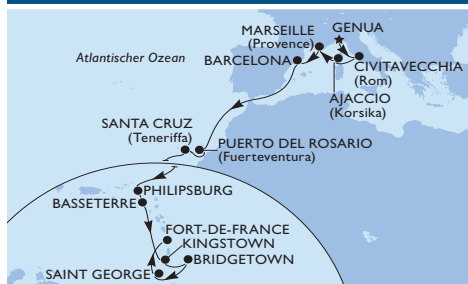 MARSEILLE
(Provence)
GENUA
Atlantischer Ozean
BARCELONA
CIVITAVECCHIA
(Rom)
AJACCIO
(Korsika)
SANTA CRUZ
(Teneriffa)
PUERTO DEL ROSARIO
(Fuerteventura)
PHILIPSBURG
BASSETERRE
FORT-DE-FRANCE
KINGSTOWN
BRIDGETOWN
SAINT GEORGE